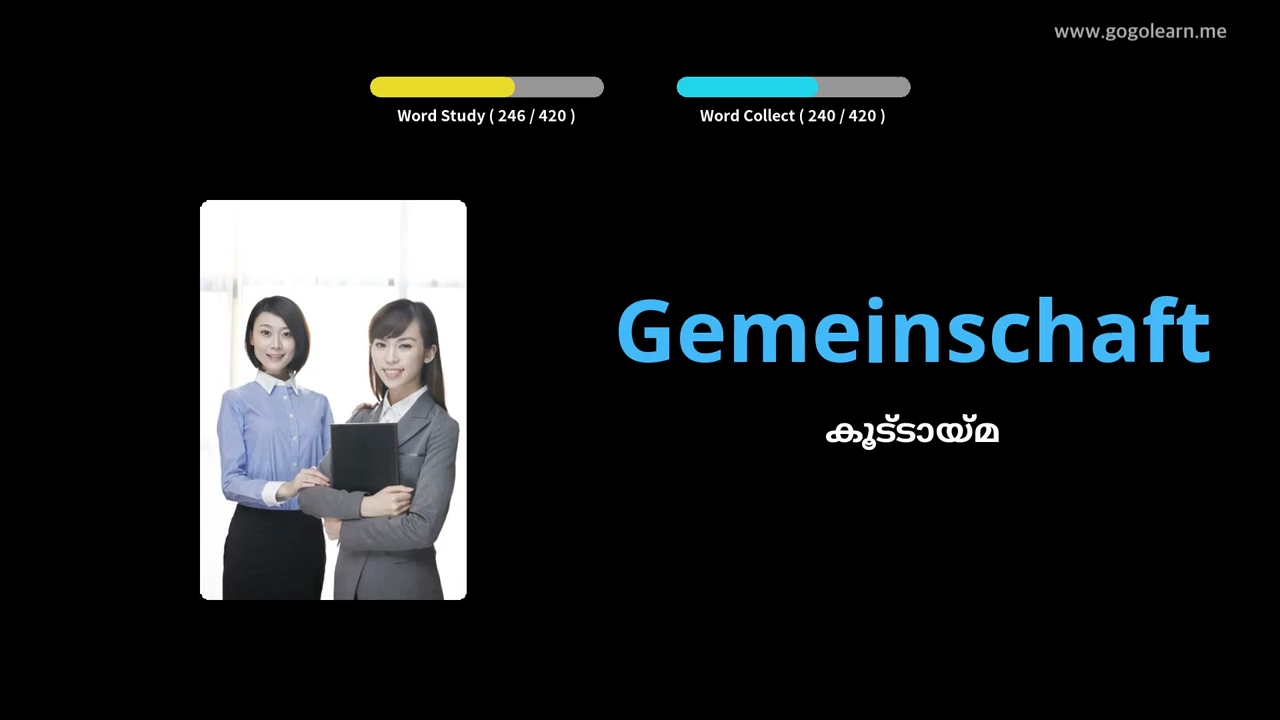 www.gogolearn.me
Word Study ( 246 / 420 )
Word Collect ( 240 / 420 )
Gemeinschaft
കൂട്ടായ്മ